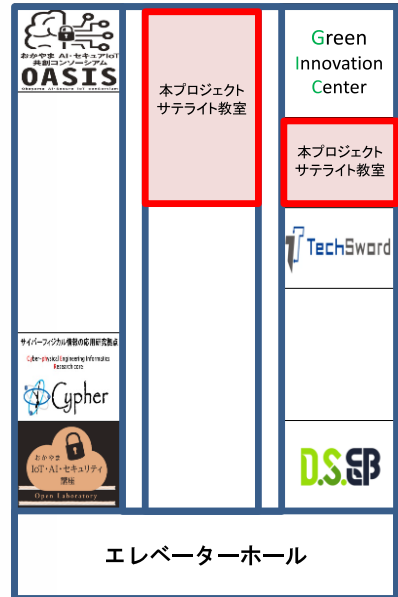 おかやま AI・セキュアIoT
共創コンソーシアム
OASIS
Okayama AI-Secure IoT consortium
本プロジェクト
サテライト教室
Green
Innovation
Center
本プロジェクト
サテライト教室
TechSword
サイバーフィジカル情報の応用研究拠点
Cyber-physical Engineering Informatics
Research core
Cypher
おかやま
IoT・AI・セキュリティ
講座
Open Laboratory
D.S.
エレベーターホール